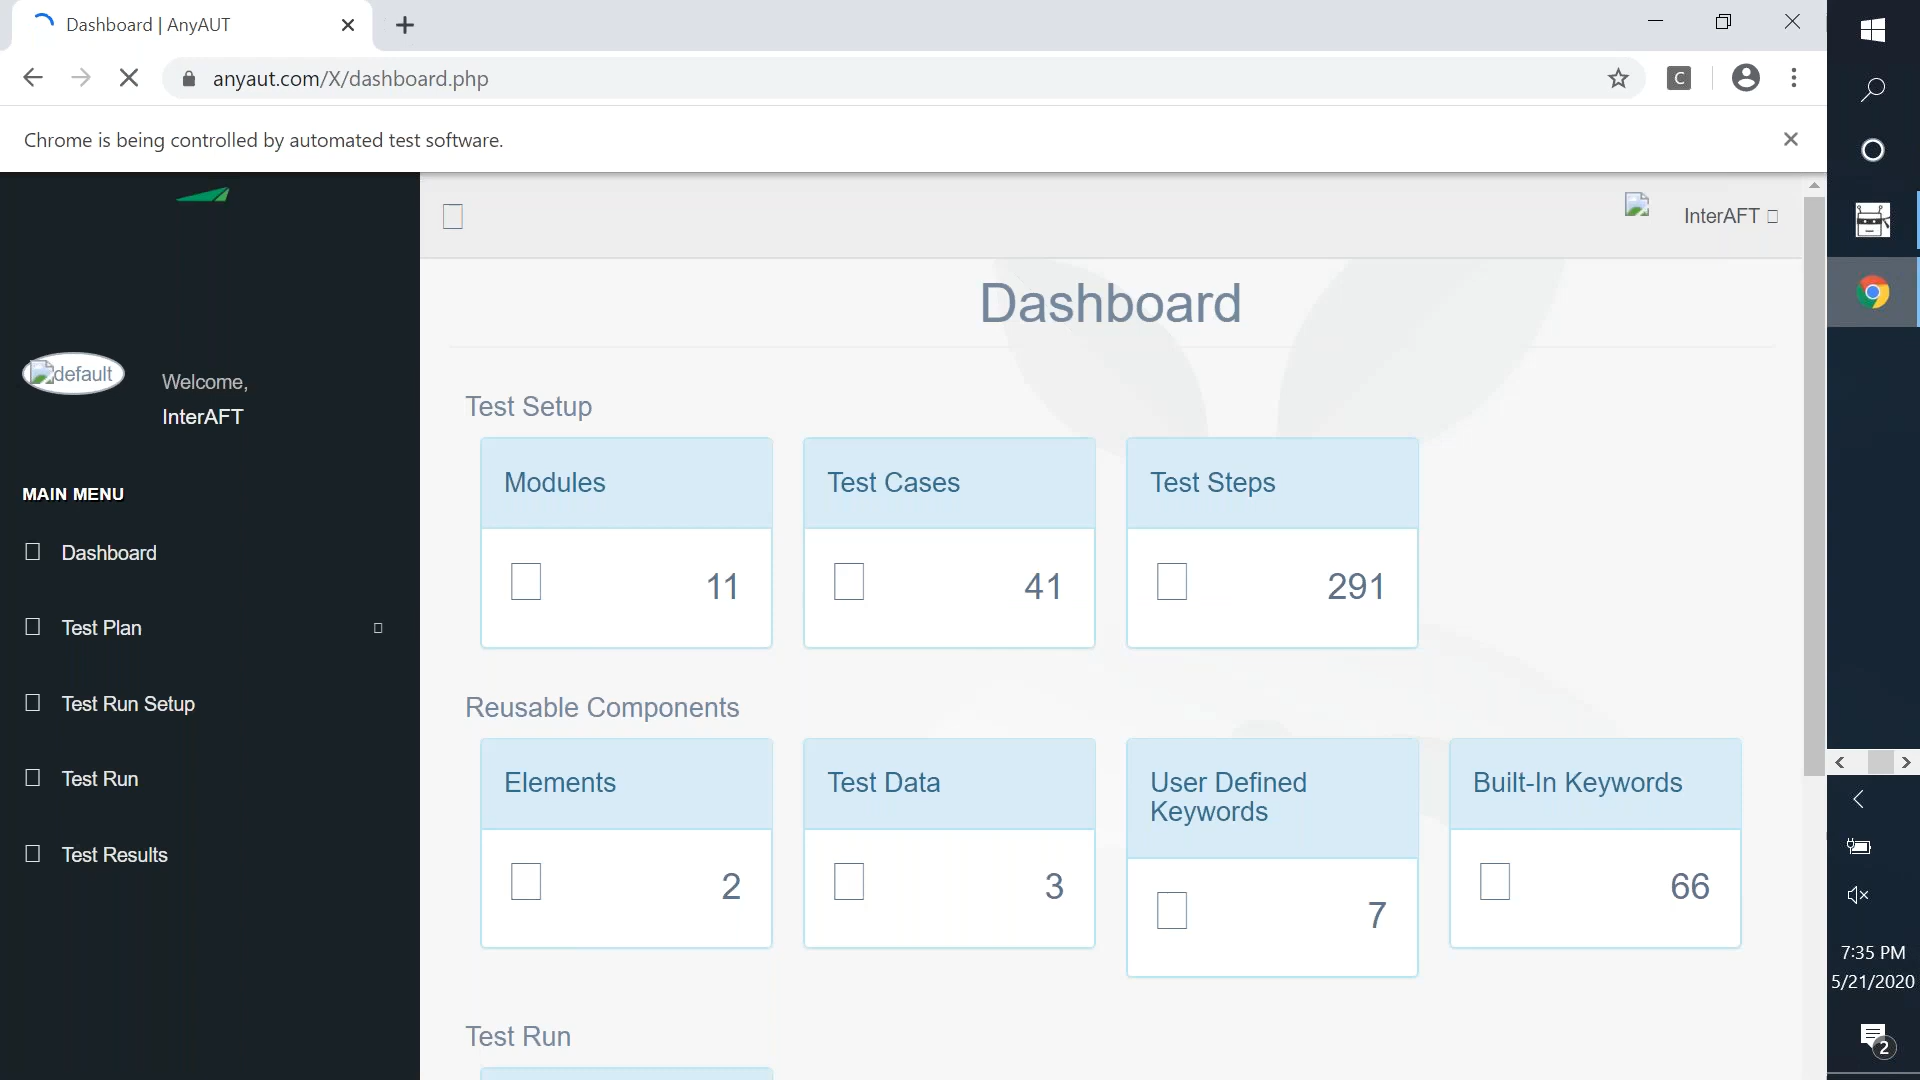 Dashboard | AnyAUT
anyaut.com/X/dashboard.php
C
Chrome is being controlled by automated test software.
InterAFT
default
Welcome,
InterAFT
MAIN MENU
Dashboard
Test Plan
Test Run Setup
Test Run
Test Results
Dashboard
Test Setup
Modules
11
Test Cases
41
Test Steps
291
Reusable Components
Elements
2
Test Data
3
User Defined
Keywords
7
Built-In Keywords
66
Test Run
7:35 PM
5/21/2020
2